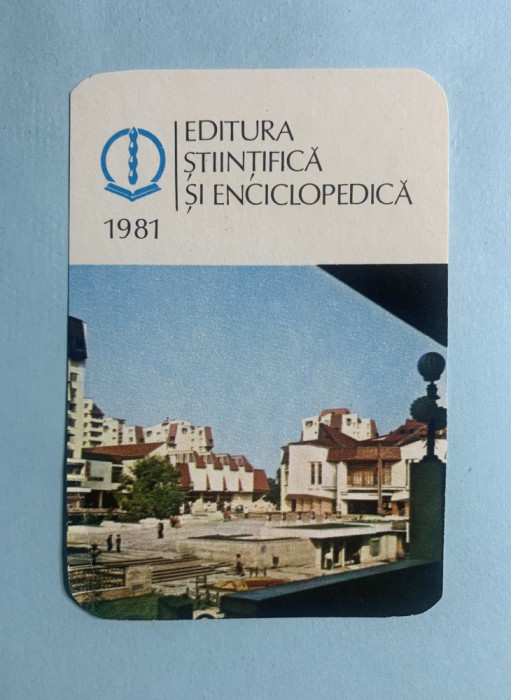 EDITURA
ȘTIINȚIFICĂ
ȘI ENCICLOPEDICĂ
1981